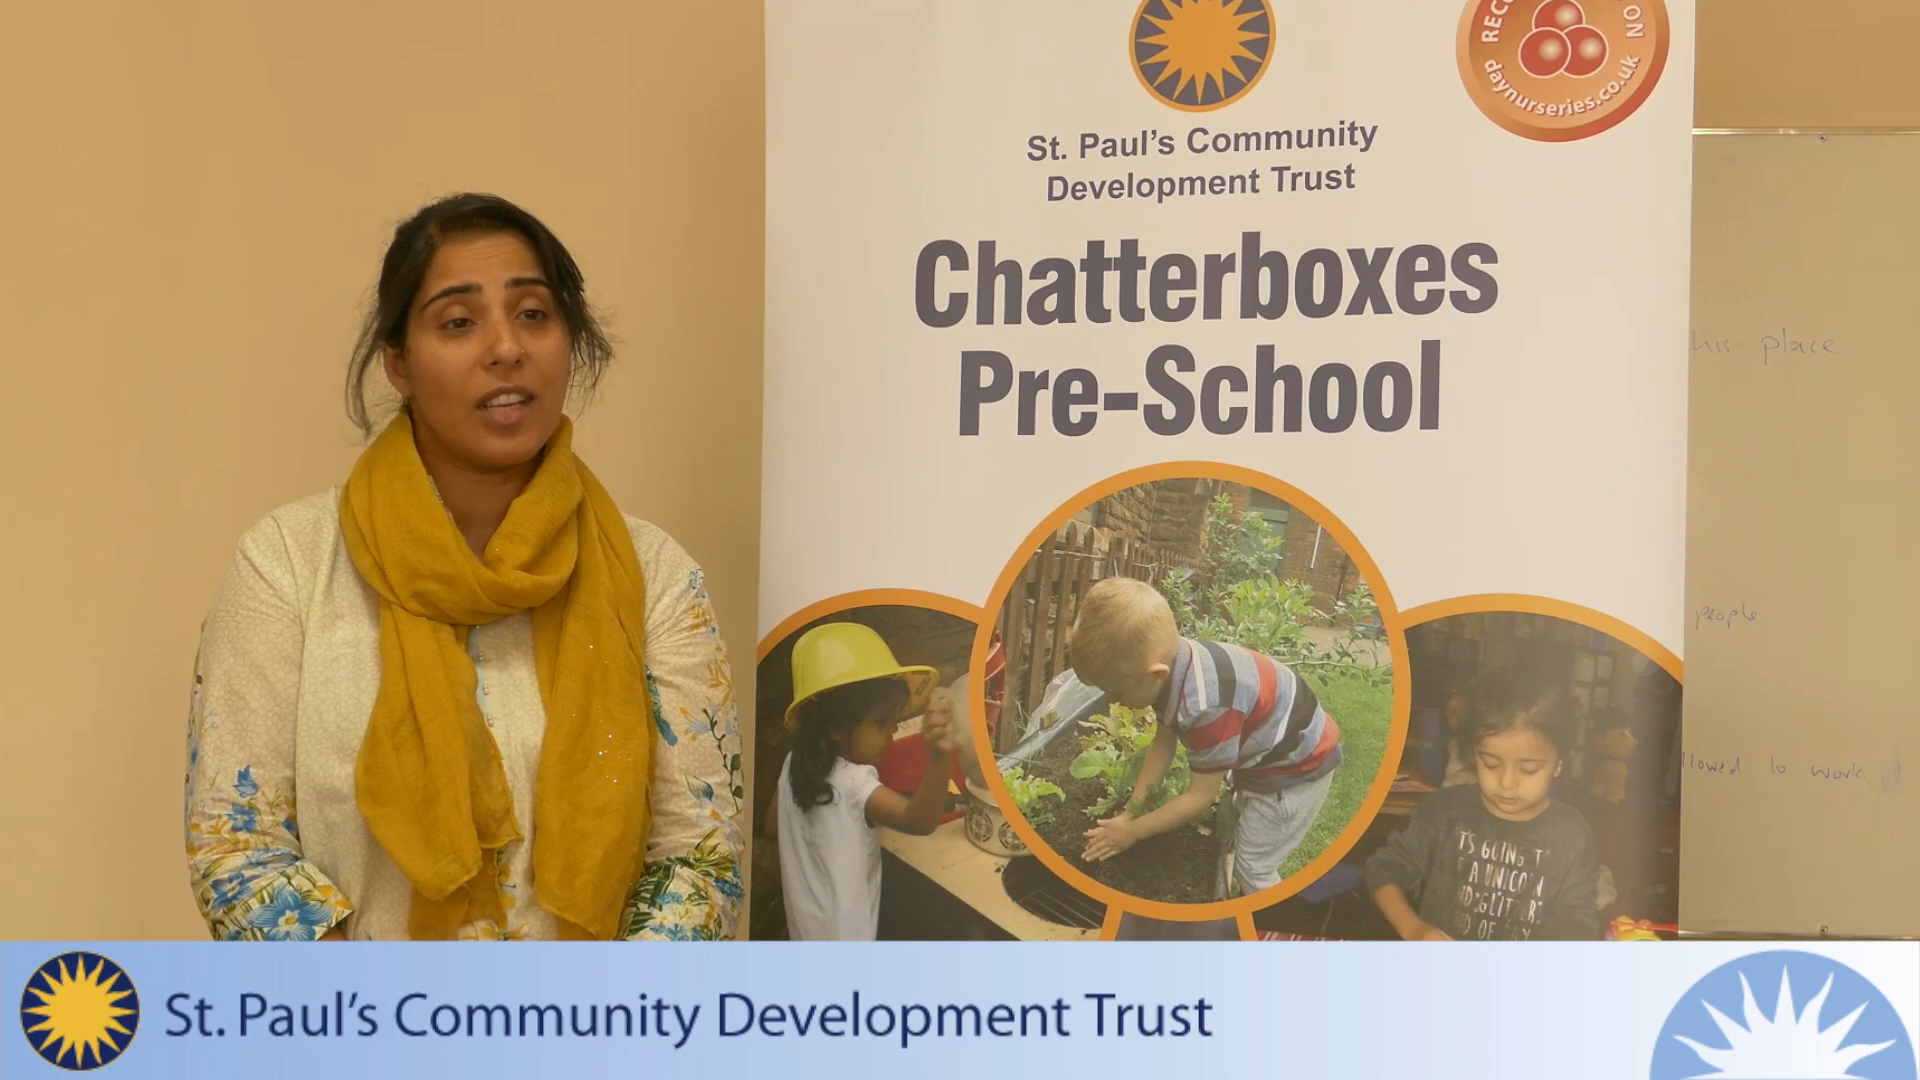 daynurseries.co.uk
St. Paul's Community
Development Trust
Chatterboxes
Pre-School
place
people
to work
St. Paul's Community Development Trust